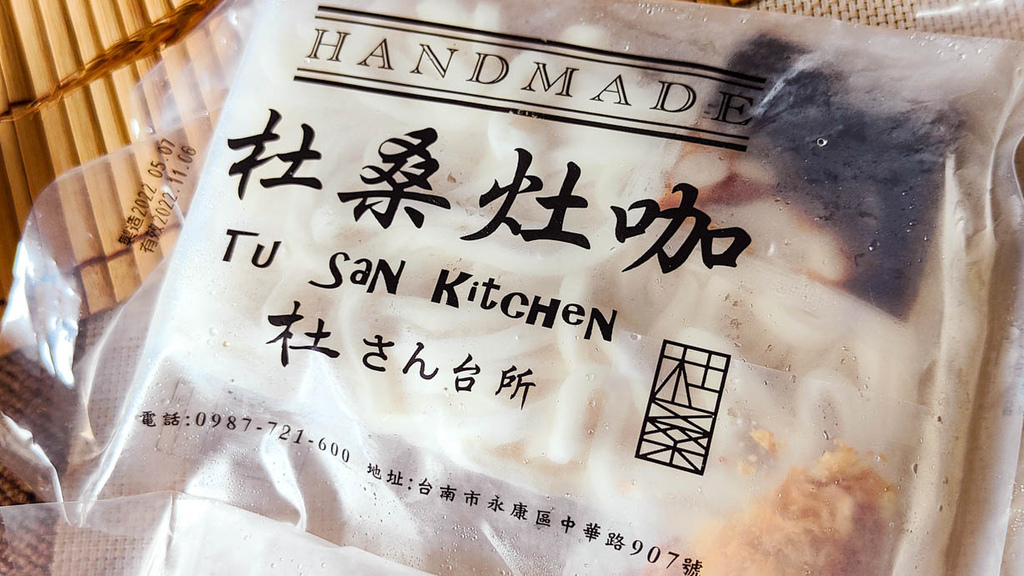 HANDMADE
杜桑灶咖
TU SaN KitCHeN
杜さん台所
杜桑
電話:0987-721-600 地址:台南市永康區中華路907號
製造2022 05.07
有效2022.11.06